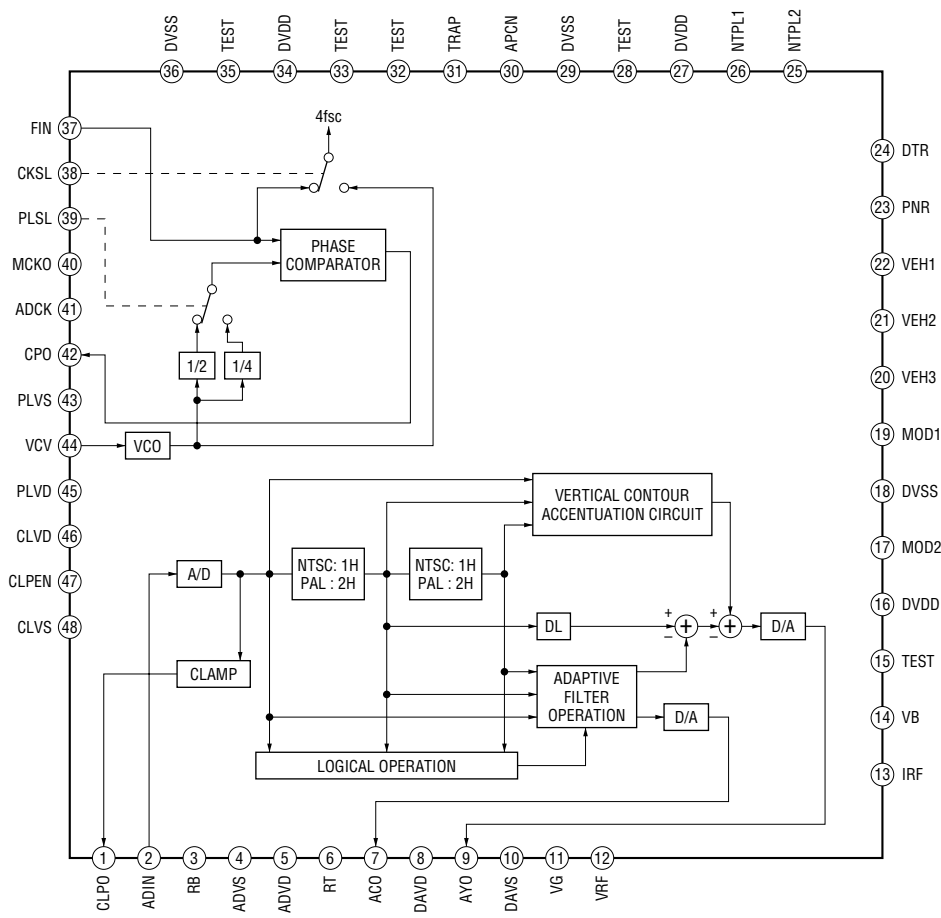 DVSS
TEST
DVDD
TEST
TEST
TRAP
APCN
DVSS
TEST
DVDD
NTPL1
NTPL2
36
35
34
33
32
31
30
29
28
27
26
25
FIN 37
CKSL 38
PLSL 39
MCKO 40
ADCK 41
CPO 42
PLVS 43
VCV 44
PLVD 45
CLVD 46
CLPEN 47
CLVS 48
4fsc
PHASE
COMPARATOR
1/2
1/4
VCO
24 DTR
23 PNR
22 VEH1
21 VEH2
20 VEH3
19 MOD1
18 DVSS
17 MOD2
16 DVDD
15 TEST
14 VB
13 IRF
VERTICAL CONTOUR
ACCENTUATION CIRCUIT
A/D
NTSC: 1H
PAL : 2H
NTSC: 1H
PAL : 2H
DL
+
−
+
+
−
+
D/A
CLAMP
ADAPTIVE
FILTER
OPERATION
D/A
LOGICAL OPERATION
1
2
3
4
5
6
7
8
9
10
11
12
CLPO
ADIN
RB
ADVS
ADVD
RT
ACO
DAVD
AYO
DAVS
VG
VRF